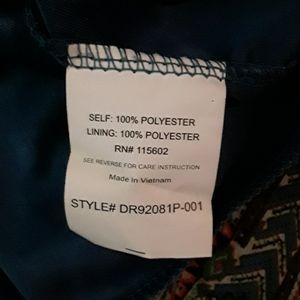 SELF: 100% POLYESTER
LINING: 100% POLYESTER
RN# 115602
SEE REVERSE FOR CARE INSTRUCTION
Made In Vietnam
STYLE# DR92081P-001